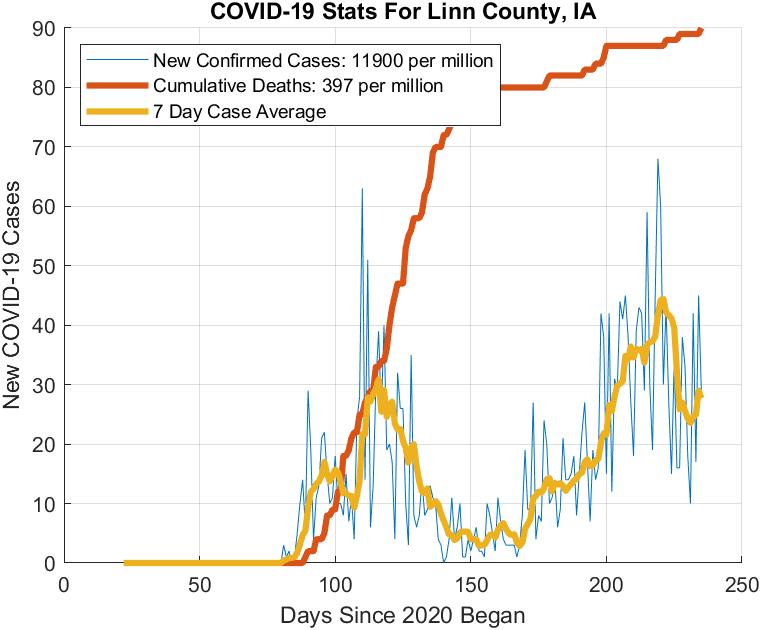 COVID-19 Stats For Linn County, IA
New Confirmed Cases: 11900 per million
Cumulative Deaths: 397 per million
7 Day Case Average
New COVID-19 Cases
90
80
70
60
50
40
30
20
10
0
0 50 100 150 200 250
Days Since 2020 Began